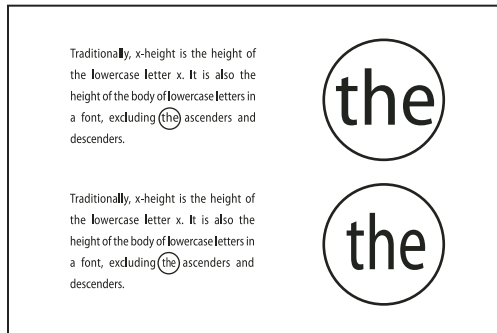 Traditionally, x-height is the height of
the lowercase letter x. It is also the
height of the body of lowercase letters in
a font, excluding the ascenders and
descenders.
the
Traditionally, x-height is the height of
the lowercase letter x. It is also the
height of the body of lowercase letters in
a font, excluding the ascenders and
descenders.
the